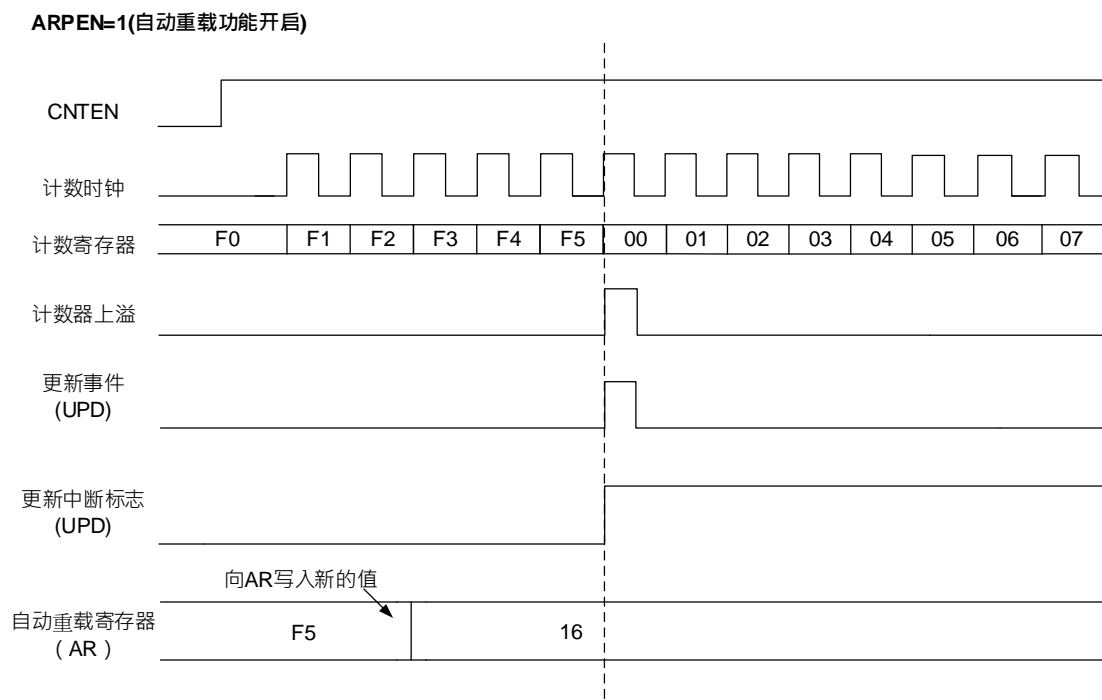 ARPEN=1(自动重载功能开启)
CNTEN
计数时钟
计数寄存器 F0 F1 F2 F3 F4 F5 00 01 02 03 04 05 06 07
计数器上溢
更新事件
(UPD)
更新中断标志
(UPD)
向AR写入新的值
自动重载寄存器
( AR )
F5 16